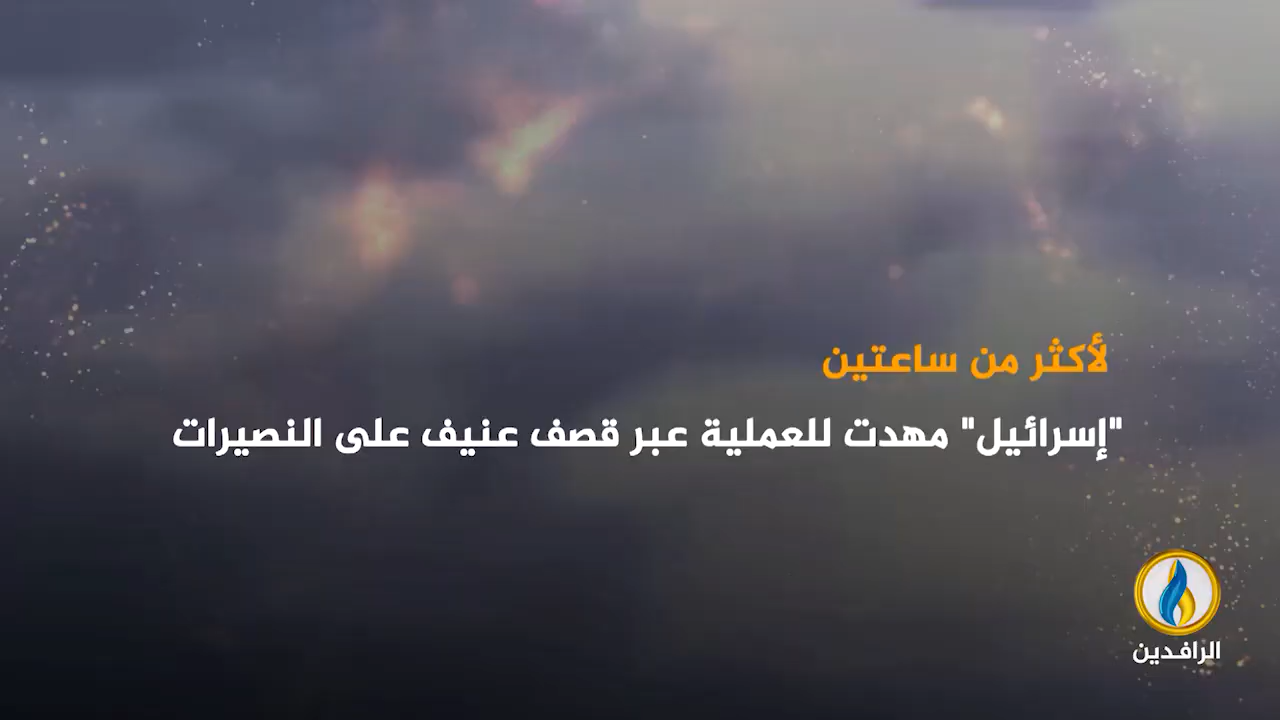 لأكثر من ساعتين
"إسرائيل" مهدت للعملية عبر قصف عنيف على النصيرات
الرافدين